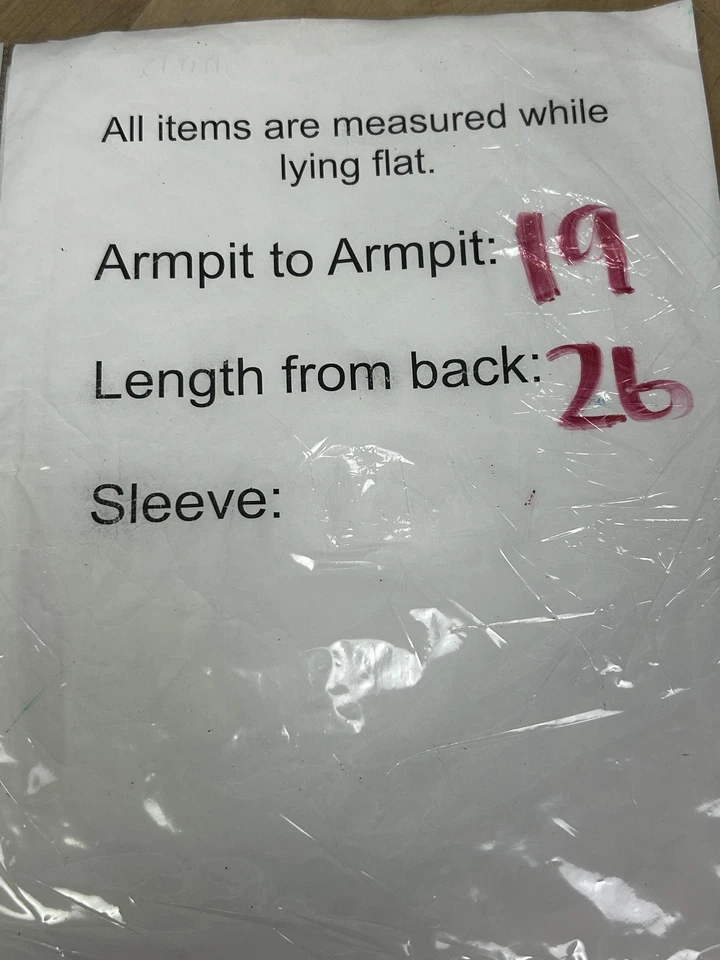 All items are measured while
lying flat.
Armpit to Armpit: 19
Length from back: 26
Sleeve: